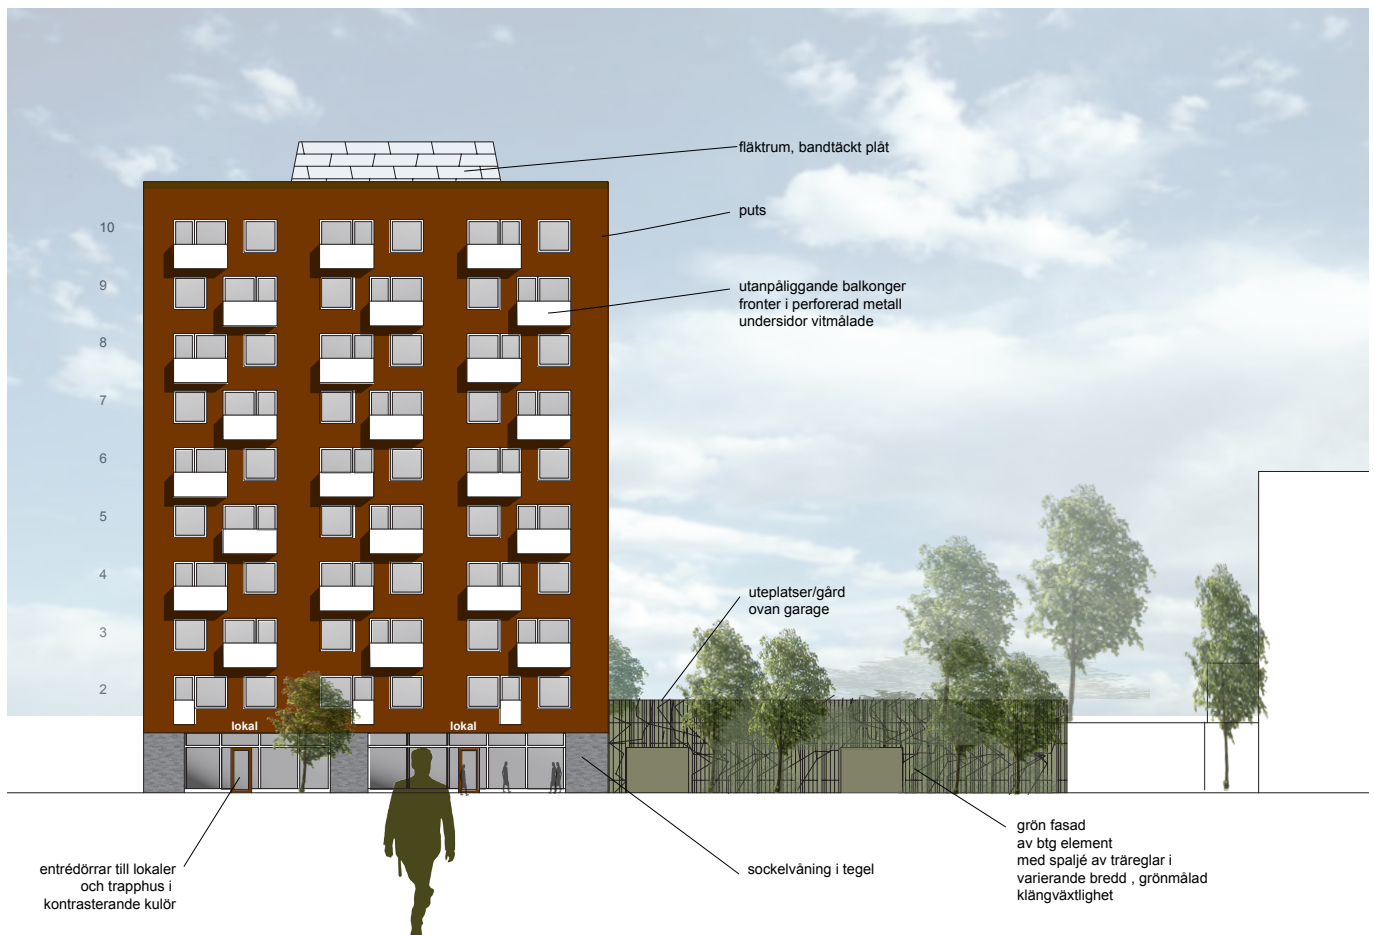 fläktrum, bandtäckt plåt
puts
10
9
utanpåliggande balkonger
fronter i perforerad metall
undersidor vitmålade
8
7
6
5
4
uteplatser/gård
ovan garage
3
2
lokal
lokal
entrédörrar till lokaler
och trapphus i
kontrasterande kulör
sockelvåning i tegel
grön fasad
av btg element
med spaljé av träreglar i
varierande bredd , grönmålad
klängväxtlighet